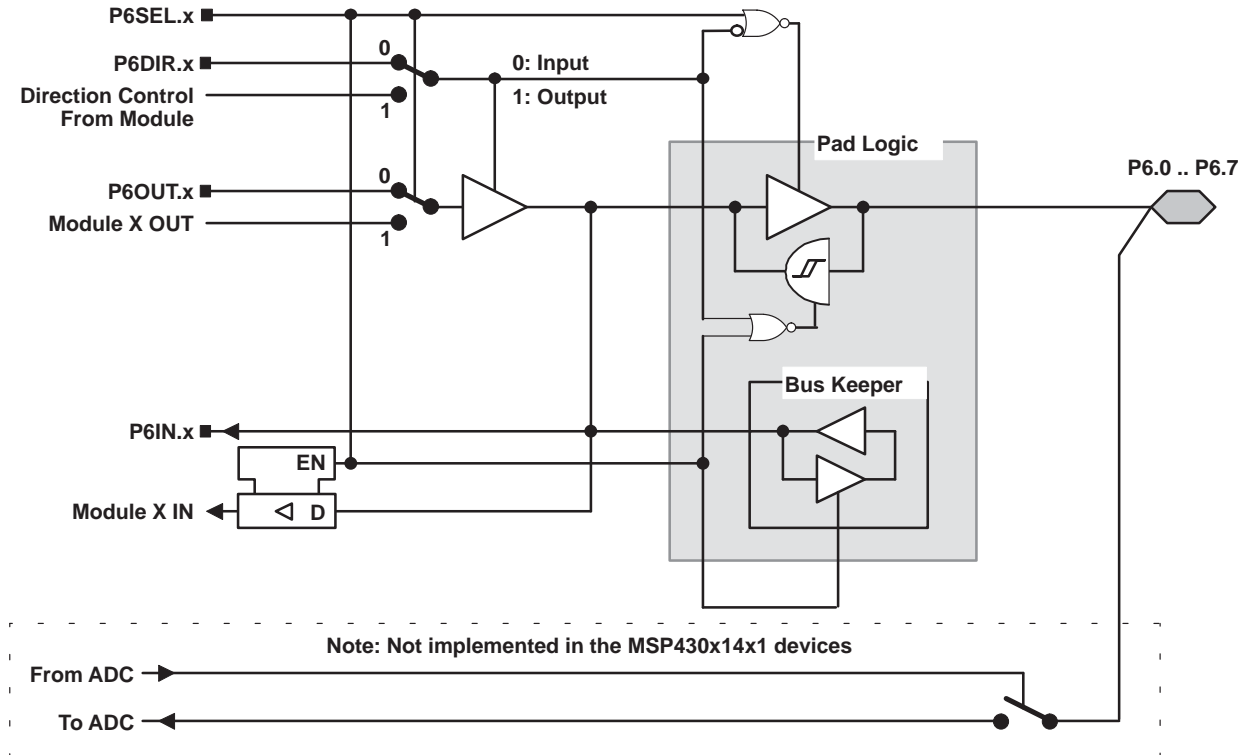 P6SEL.x
P6DIR.x
0
0: Input
Direction Control
From Module
1
1: Output
Pad Logic
P6.0 .. P6.7
P6OUT.x
0
Module X OUT
1
Bus Keeper
P6IN.x
EN
Module X IN
D
Note: Not implemented in the MSP430x14x1 devices
From ADC
To ADC